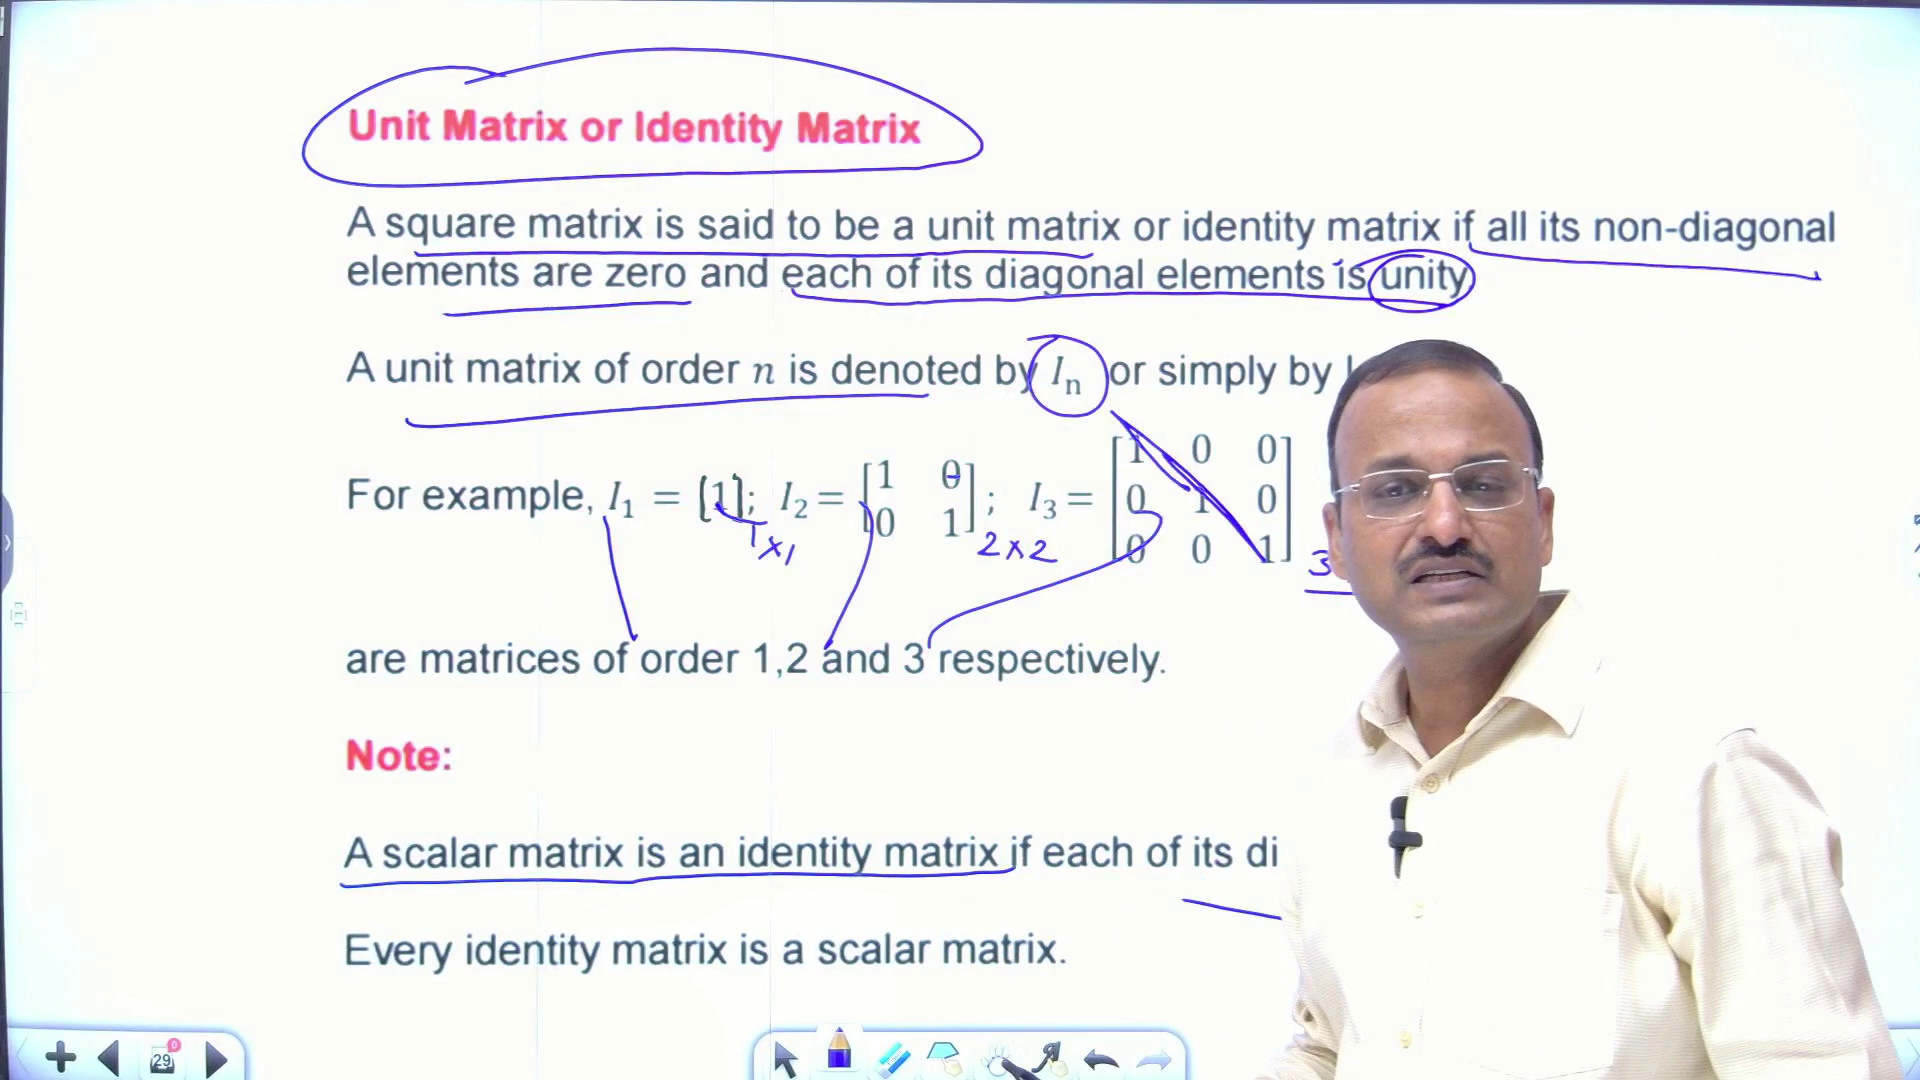 Unit Matrix or Identity Matrix
A square matrix is said to be a unit matrix or identity matrix if all its non-diagonal
elements are zero and each of its diagonal elements is unity
A unit matrix of order n is denoted by Iₙ or simply by I
For example, I₁ = [1]; I₂ = [1 0; 0 1]; I₃ = [1 0 0; 0 1 0; 0 0 1]
1×1 2×2 3
are matrices of order 1,2 and 3 respectively.
Note:
A scalar matrix is an identity matrix if each of its di
Every identity matrix is a scalar matrix.
29
0